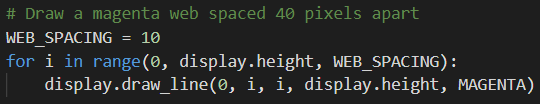 # Draw a magenta web spaced 40 pixels apart
WEB_SPACING = 10
for i in range(0, display.height, WEB_SPACING):
    display.draw_line(0, i, i, display.height, MAGENTA)